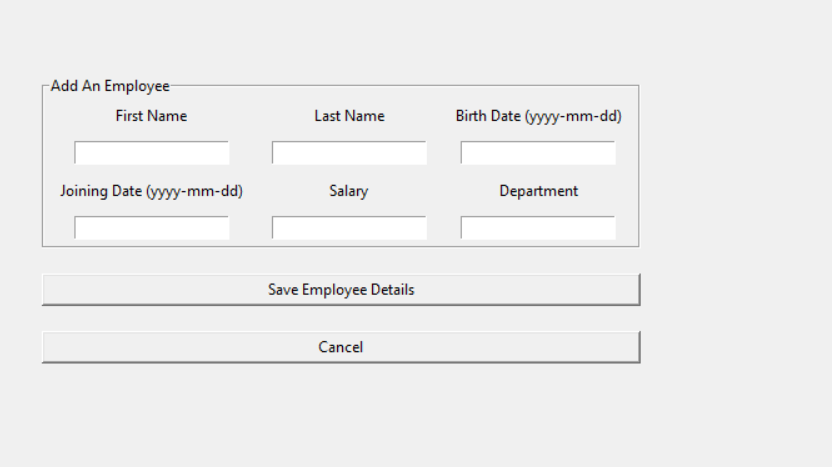 Add An Employee
First Name Last Name Birth Date (yyyy-mm-dd)
Joining Date (yyyy-mm-dd) Salary Department
Save Employee Details
Cancel